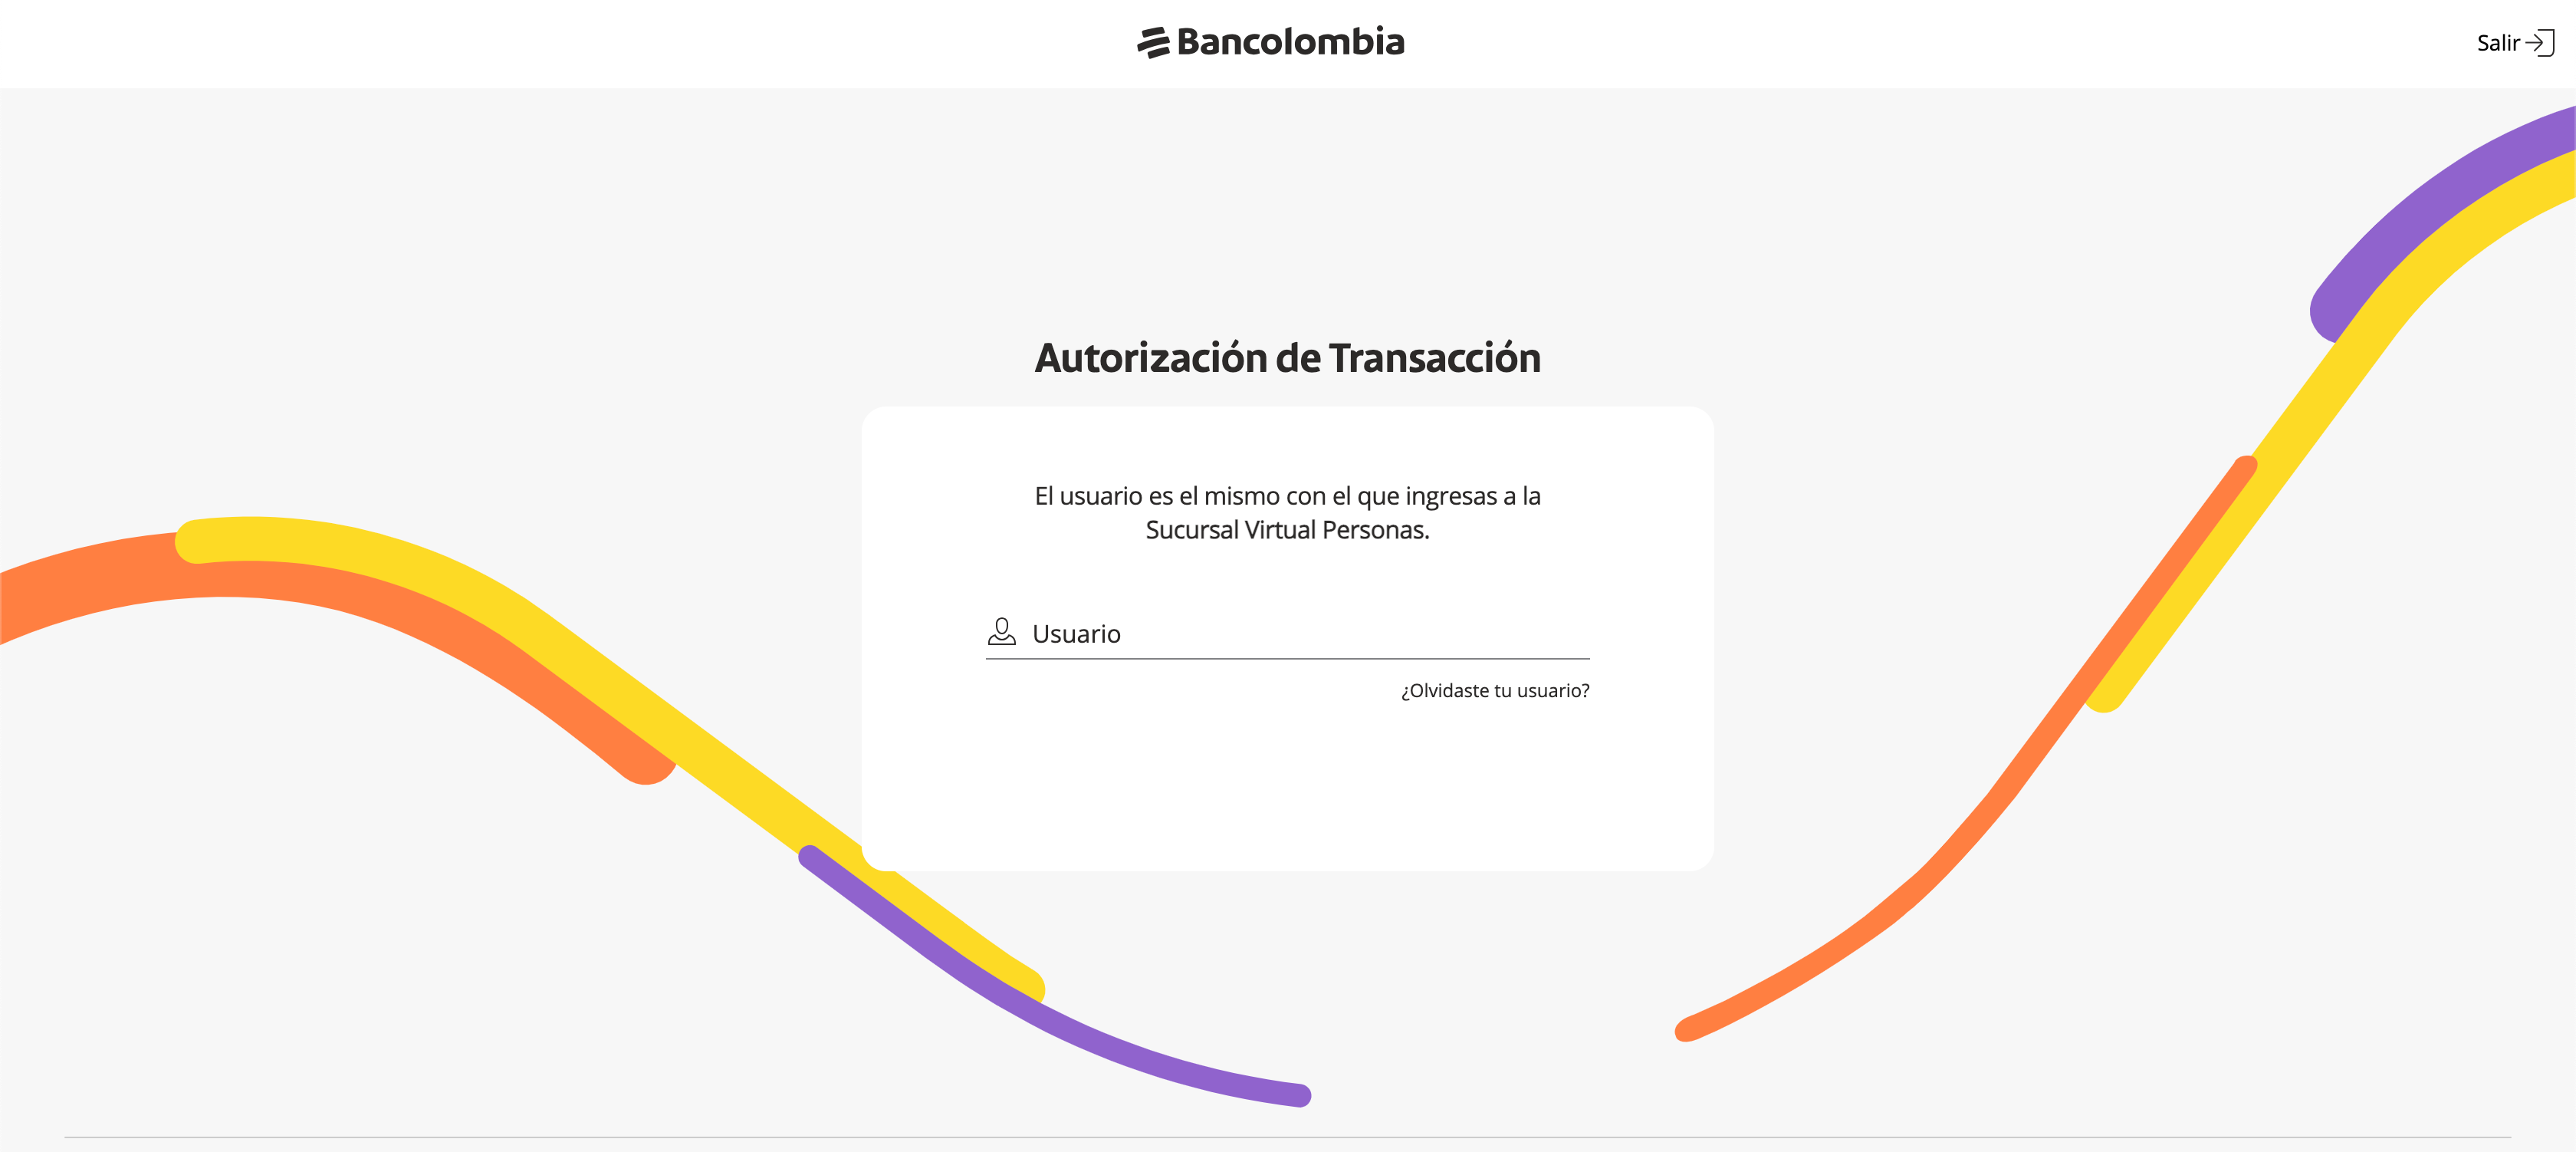 Bancolombia
Salir
Autorización de Transacción
El usuario es el mismo con el que ingresas a la
Sucursal Virtual Personas.
Usuario
¿Olvidaste tu usuario?